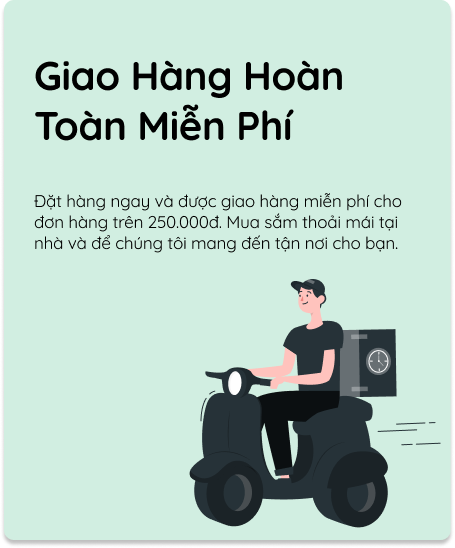 Giao Hàng Hoàn
Toàn Miễn Phí
Đặt hàng ngay và được giao hàng miễn phí cho
đơn hàng trên 250.000đ. Mua sắm thoải mái tại
nhà và để chúng tôi mang đến tận nơi cho bạn.